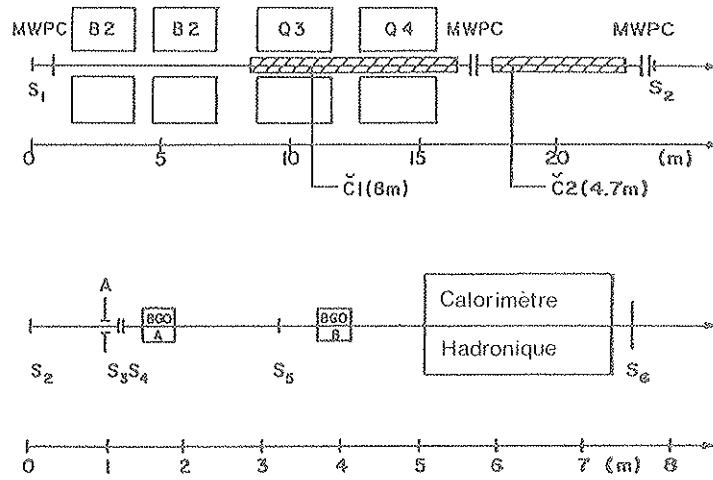 B2 B2 Q3 Q4
MWPC MWPC MWPC
S₁ S₂
0 5 10 15 20 (m)
Č1(8m) Č2(4.7m)
A
BGO A BGO B Calorimètre Hadronique
S₂ S₃S₄ S₅ S₆
0 1 2 3 4 5 6 7 (m) 8